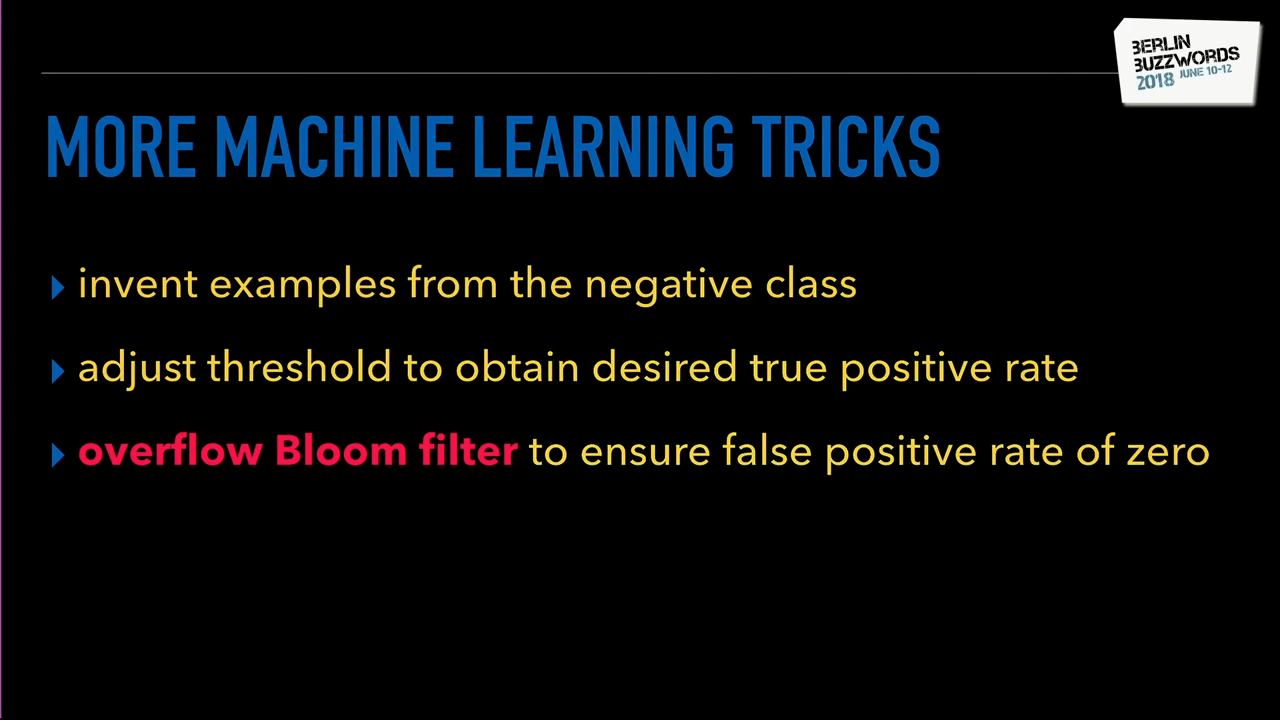 BERLIN
BUZZWORDS
2018 JUNE 10-12
MORE MACHINE LEARNING TRICKS
▸ invent examples from the negative class
▸ adjust threshold to obtain desired true positive rate
▸ overflow Bloom filter to ensure false positive rate of zero